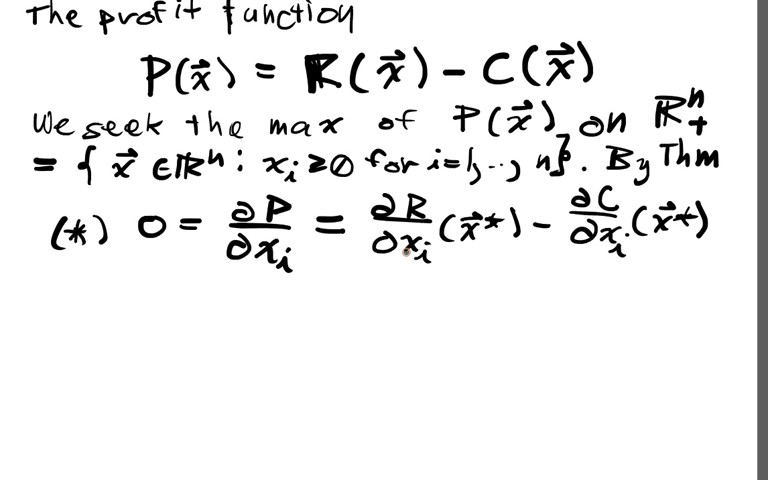 The profit function
P(x⃗) = R(x⃗) - C(x⃗)
We seek the max of P(x⃗) on ℝⁿ₊
= { x⃗ ∈ ℝⁿ : xᵢ ≥ 0 for i=1, ..., n}. By Thm
(*) 0 = ∂P/∂xᵢ = ∂R/∂xᵢ (x⃗*) - ∂C/∂xᵢ (x⃗*)